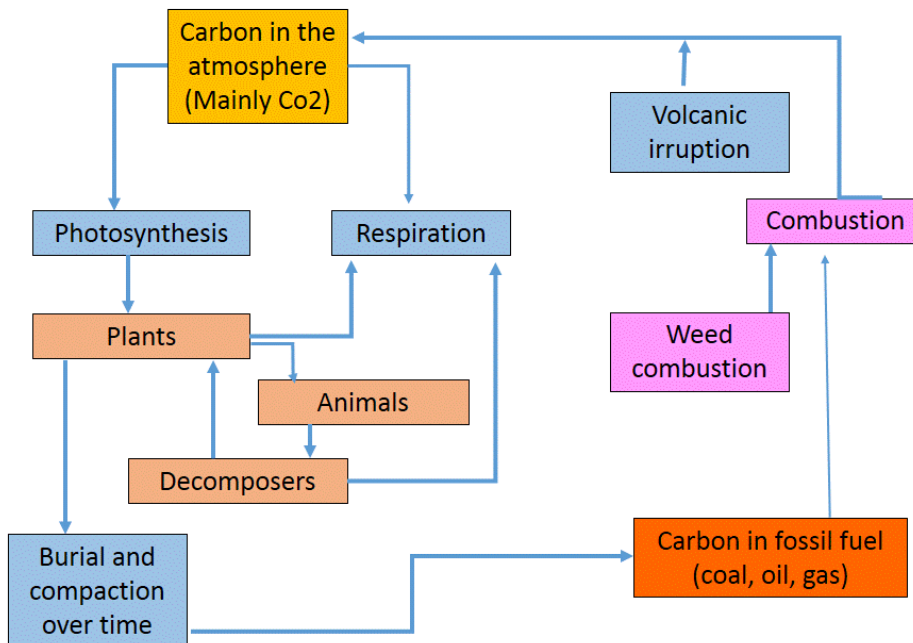 Carbon in the
atmosphere
(Mainly Co2)
Volcanic
irruption
Photosynthesis
Respiration
Combustion
Plants
Weed
combustion
Animals
Decomposers
Burial and
compaction
over time
Carbon in fossil fuel
(coal, oil, gas)